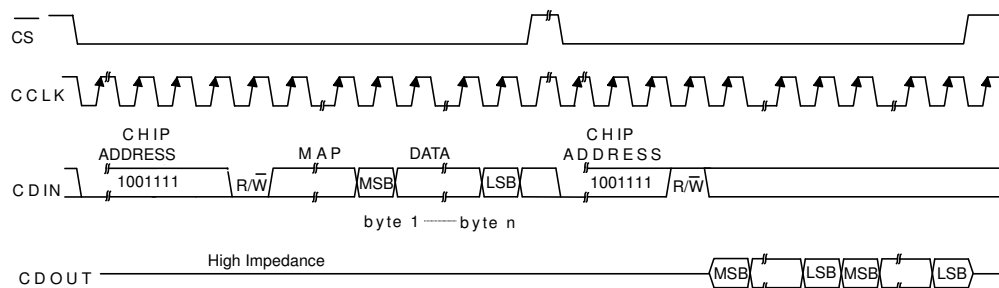 CS
CCLK
CHIP
ADDRESS
MAP
DATA
CHIP
ADDRESS
CDIN
1001111
R/W
MSB
LSB
1001111
R/W
byte 1
byte n
High Impedance
CDOUT
MSB
LSB
MSB
LSB